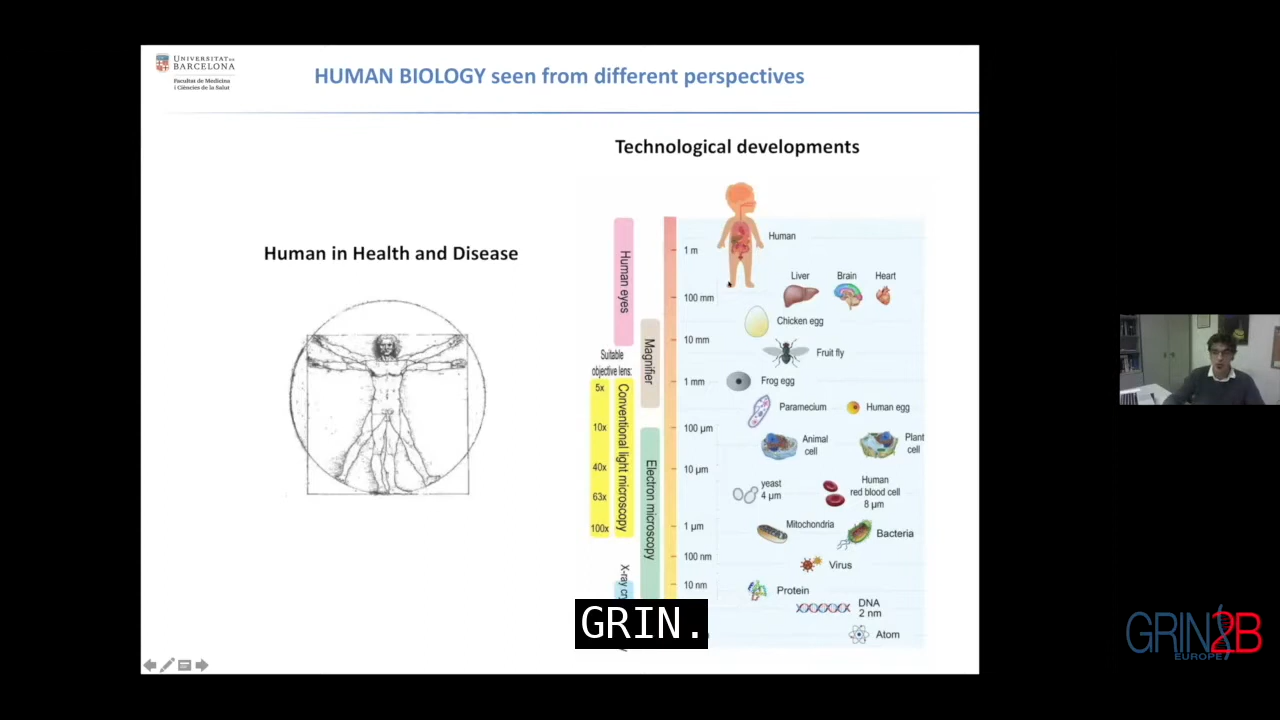 UNIVERSITAT DE
BARCELONA
Facultat de Medicina
i Ciències de la Salut
HUMAN BIOLOGY seen from different perspectives
Technological developments
Human in Health and Disease
Human eyes
Magnifier
Suitable
objective lens:
5x
10x
40x
63x
100x
Conventional light microscopy
Electron microscopy
X-ray
1 m
100 mm
10 mm
1 mm
100 µm
10 µm
1 µm
100 nm
10 nm
Human
Liver
Brain
Heart
Chicken egg
Fruit fly
Frog egg
Paramecium
Human egg
Animal
cell
Plant
cell
yeast
4 µm
Human
red blood cell
8 µm
Mitochondria
Bacteria
Virus
Protein
DNA
2 nm
Atom
GRIN.
GRIN2B
EUROPE